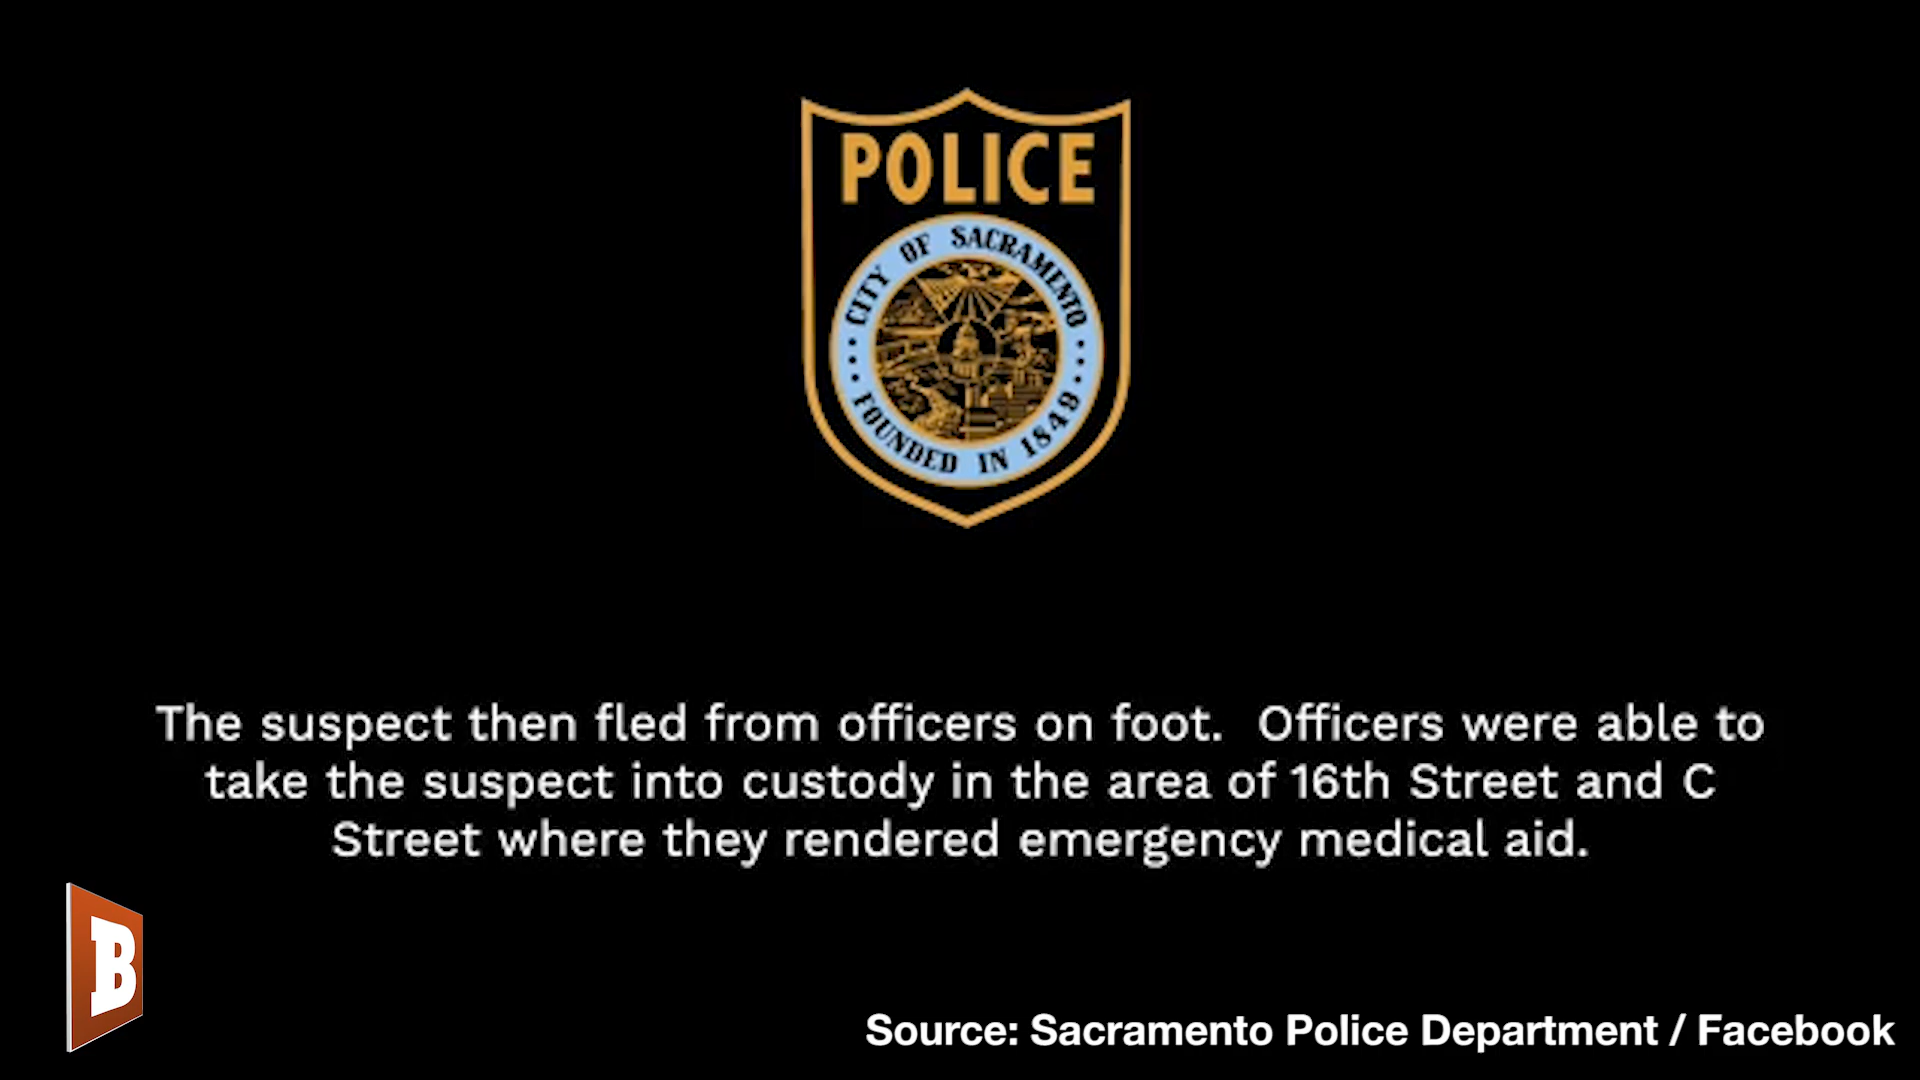 POLICE
CITY OF SACRAMENTO
FOUNDED IN 1849
The suspect then fled from officers on foot.  Officers were able to
take the suspect into custody in the area of 16th Street and C
Street where they rendered emergency medical aid.
B
Source: Sacramento Police Department / Facebook